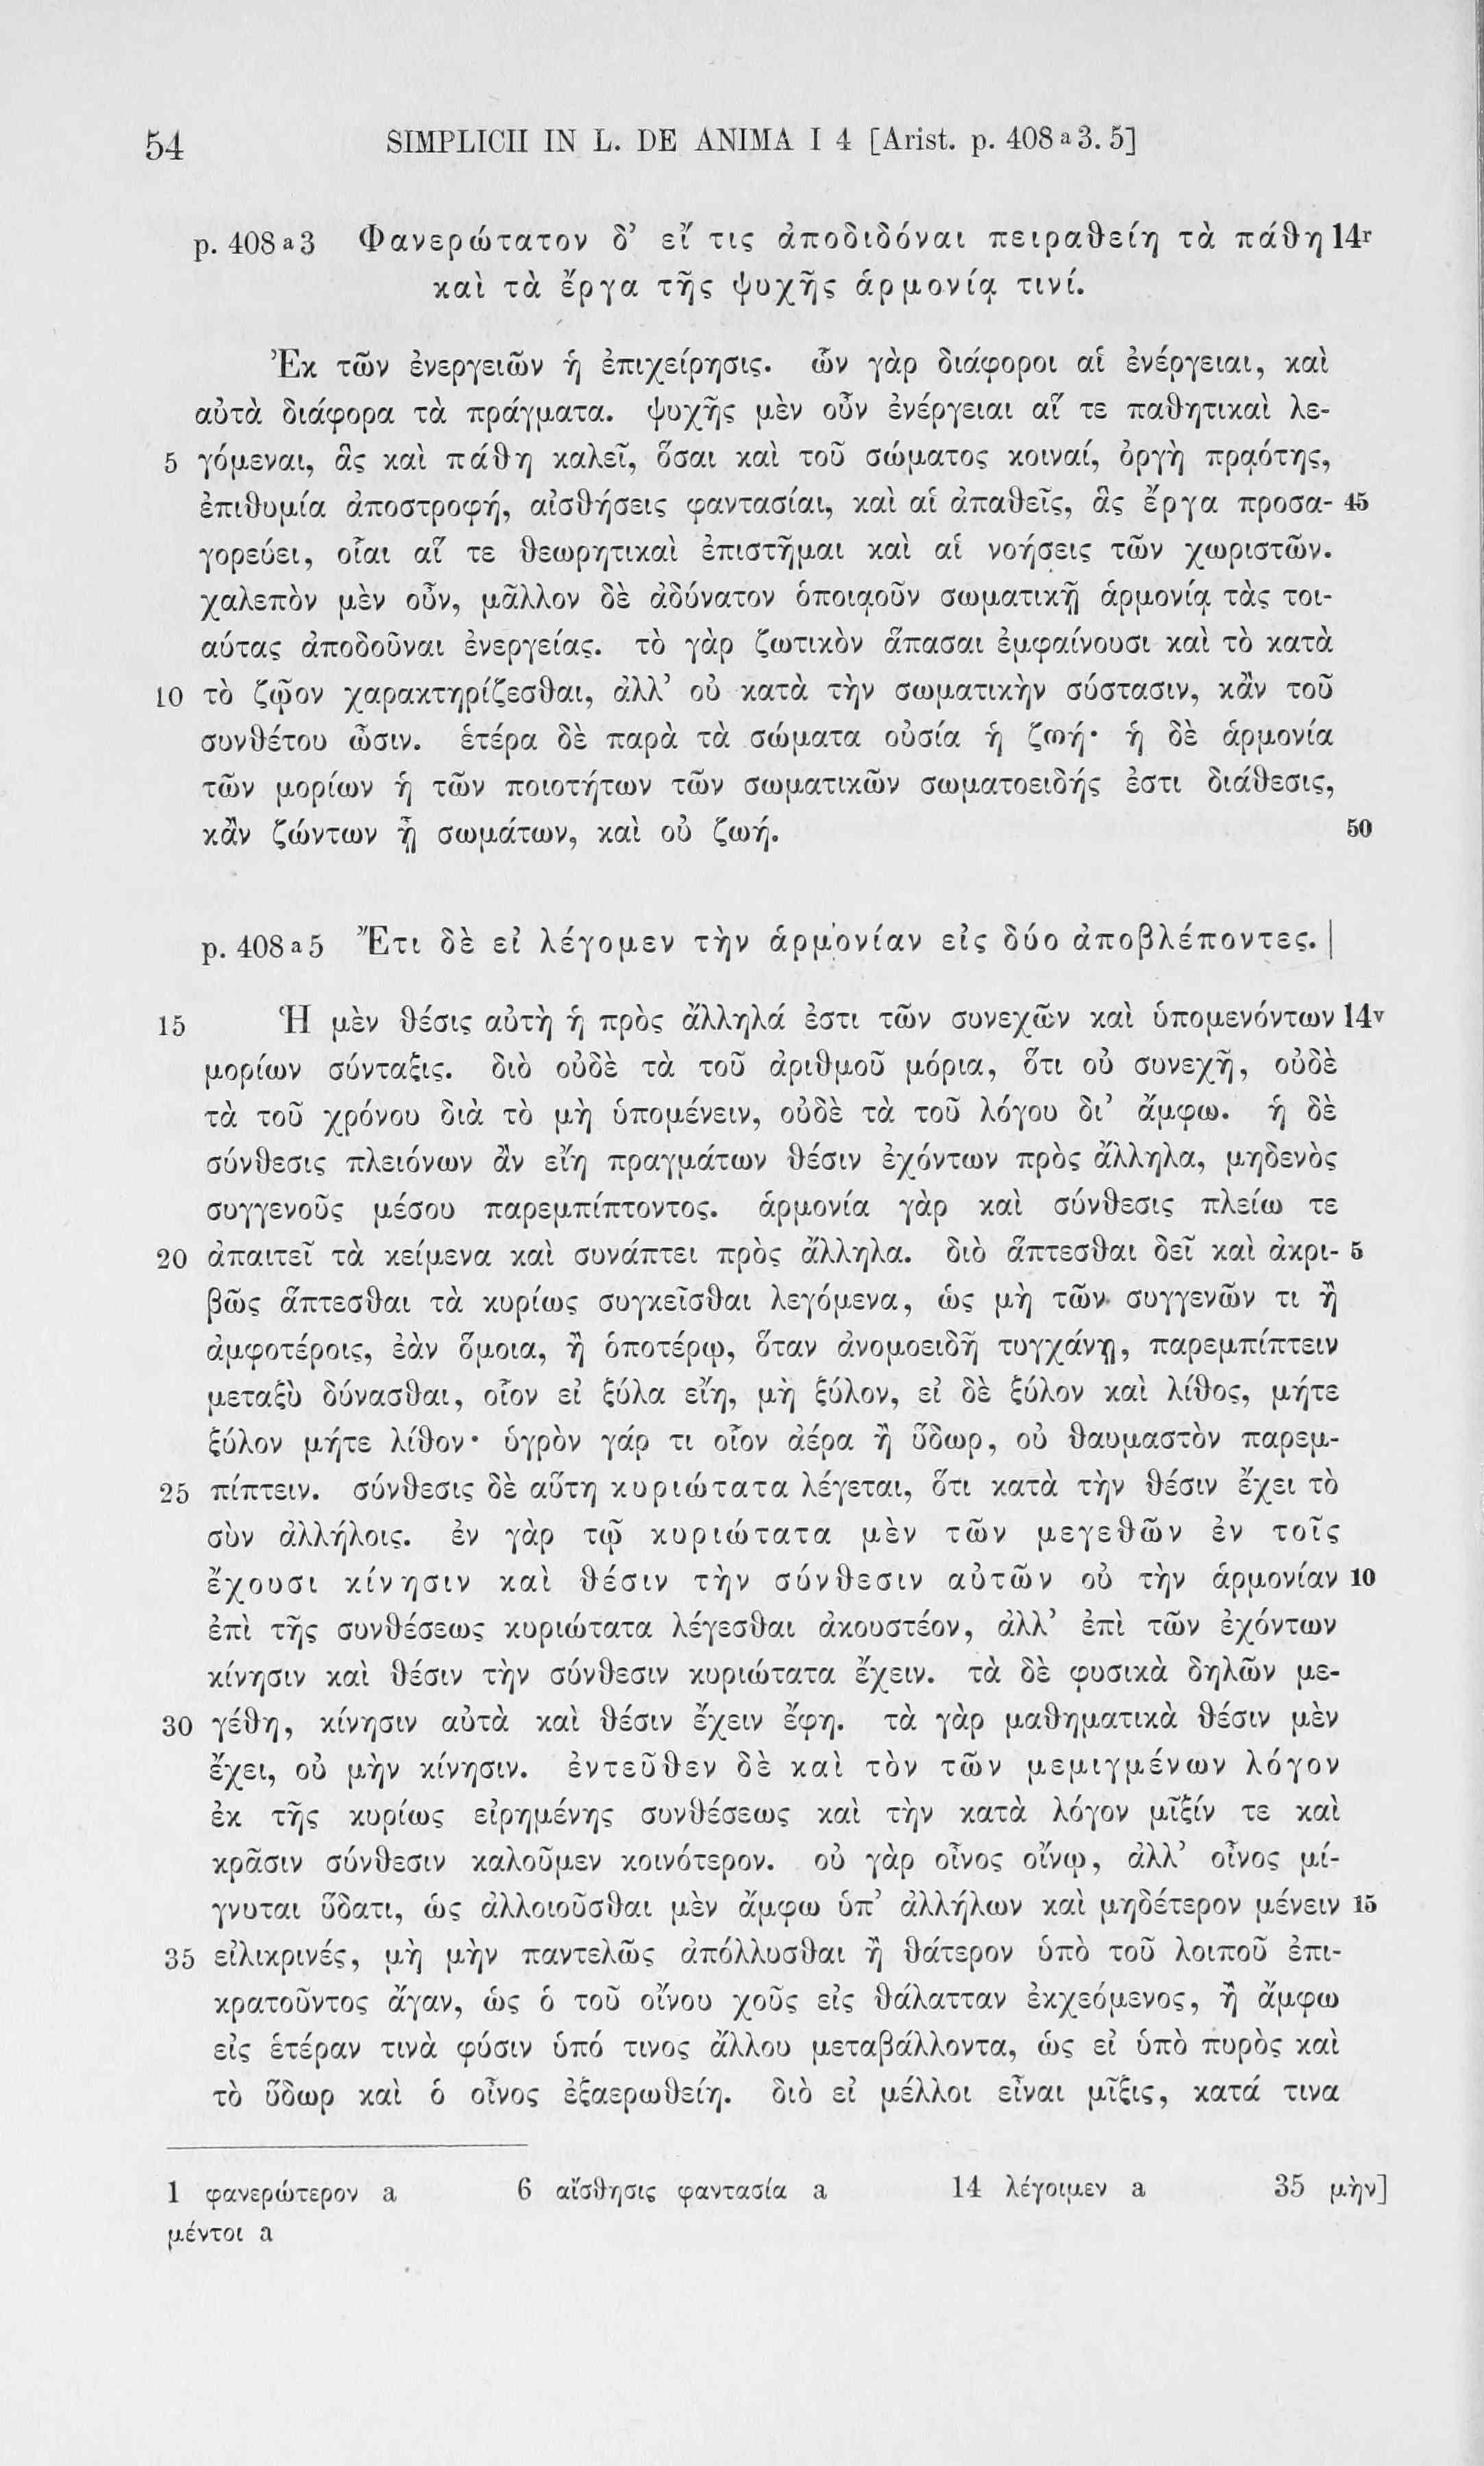 54 SIMPLICII IN L. DE ANIMA I 4 [Arist. p. 408 a 3. 5]
p. 408 a 3 Φανερώτατον δ’ εἴ τις ἀποδιδόναι πειραθείη τὰ πάθη 14r
καὶ τὰ ἔργα τῆς ψυχῆς ἁρμονίᾳ τινί.
Ἐκ τῶν ἐνεργειῶν ἡ ἐπιχείρησις. ὧν γὰρ διάφοροι αἱ ἐνέργειαι, καὶ
αὐτὰ διάφορα τὰ πράγματα. ψυχῆς μὲν οὖν ἐνέργειαι αἵ τε παθητικαὶ λε-
5 γόμεναι, ἃς καὶ πάθη καλεῖ, ὅσαι καὶ τοῦ σώματος κοιναί, ὀργὴ πρᾳότης,
ἐπιθυμία ἀποστροφή, αἰσθήσεις φαντασίαι, καὶ αἱ ἀπαθεῖς, ἃς ἔργα προσα- 45
γορεύει, οἷαι αἵ τε θεωρητικαὶ ἐπιστῆμαι καὶ αἱ νοήσεις τῶν χωριστῶν.
χαλεπὸν μὲν οὖν, μᾶλλον δὲ ἀδύνατον ὁποιᾳοῦν σωματικῇ ἁρμονίᾳ τὰς τοι-
αύτας ἀποδοῦναι ἐνεργείας. τὸ γὰρ ζωτικὸν ἅπασαι ἐμφαίνουσι καὶ τὸ κατὰ
10 τὸ ζῷον χαρακτηρίζεσθαι, ἀλλ’ οὐ κατὰ τὴν σωματικὴν σύστασιν, κἂν τοῦ
συνθέτου ὦσιν. ἑτέρα δὲ παρὰ τὰ σώματα οὐσία ἡ ζωή· ἡ δὲ ἁρμονία
τῶν μορίων ἢ τῶν ποιοτήτων τῶν σωματικῶν σωματοειδής ἐστι διάθεσις,
κἂν ζώντων ᾖ σωμάτων, καὶ οὐ ζωή. 50
p. 408 a 5 Ἔτι δὲ εἰ λέγομεν τὴν ἁρμονίαν εἰς δύο ἀποβλέποντες. |
15 Ἡ μὲν θέσις αὐτὴ ἡ πρὸς ἄλληλά ἐστι τῶν συνεχῶν καὶ ὑπομενόντων 14v
μορίων σύνταξις. διὸ οὐδὲ τὰ τοῦ ἀριθμοῦ μόρια, ὅτι οὐ συνεχῆ, οὐδὲ
τὰ τοῦ χρόνου διὰ τὸ μὴ ὑπομένειν, οὐδὲ τὰ τοῦ λόγου δι’ ἄμφω. ἡ δὲ
σύνθεσις πλειόνων ἂν εἴη πραγμάτων θέσιν ἐχόντων πρὸς ἄλληλα, μηδενὸς
συγγενοῦς μέσου παρεμπίπτοντος. ἁρμονία γὰρ καὶ σύνθεσις πλείω τε
20 ἀπαιτεῖ τὰ κείμενα καὶ συνάπτει πρὸς ἄλληλα. διὸ ἅπτεσθαι δεῖ καὶ ἀκρι- 5
βῶς ἅπτεσθαι τὰ κυρίως συγκεῖσθαι λεγόμενα, ὡς μὴ τῶν συγγενῶν τι ἢ
ἀμφοτέροις, ἐὰν ὅμοια, ἢ ὁποτέρῳ, ὅταν ἀνομοειδῆ τυγχάνῃ, παρεμπίπτειν
μεταξὺ δύνασθαι, οἷον εἰ ξύλα εἴη, μὴ ξύλον, εἰ δὲ ξύλον καὶ λίθος, μήτε
ξύλον μήτε λίθον· ὑγρὸν γάρ τι οἷον ἀέρα ἢ ὕδωρ, οὐ θαυμαστὸν παρεμ-
25 πίπτειν. σύνθεσις δὲ αὕτη κυριώτατα λέγεται, ὅτι κατὰ τὴν θέσιν ἔχει τὸ
σὺν ἀλλήλοις. ἐν γὰρ τῷ κυριώτατα μὲν τῶν μεγεθῶν ἐν τοῖς
ἔχουσι κίνησιν καὶ θέσιν τὴν σύνθεσιν αὐτῶν οὐ τὴν ἁρμονίαν 10
ἐπὶ τῆς συνθέσεως κυριώτατα λέγεσθαι ἀκουστέον, ἀλλ’ ἐπὶ τῶν ἐχόντων
κίνησιν καὶ θέσιν τὴν σύνθεσιν κυριώτατα ἔχειν. τὰ δὲ φυσικὰ δηλῶν με-
30 γέθη, κίνησιν αὐτὰ καὶ θέσιν ἔχειν ἔφη. τὰ γὰρ μαθηματικὰ θέσιν μὲν
ἔχει, οὐ μὴν κίνησιν. ἐντεῦθεν δὲ καὶ τὸν τῶν μεμιγμένων λόγον
ἐκ τῆς κυρίως εἰρημένης συνθέσεως καὶ τὴν κατὰ λόγον μῖξίν τε καὶ
κρᾶσιν σύνθεσιν καλοῦμεν κοινότερον. οὐ γὰρ οἶνος οἴνῳ, ἀλλ’ οἶνος μί-
γνυται ὕδατι, ὡς ἀλλοιοῦσθαι μὲν ἄμφω ὑπ’ ἀλλήλων καὶ μηδέτερον μένειν 15
35 εἰλικρινές, μὴ μὴν παντελῶς ἀπόλλυσθαι ἢ θάτερον ὑπὸ τοῦ λοιποῦ ἐπι-
κρατοῦντος ἄγαν, ὡς ὁ τοῦ οἴνου χοῦς εἰς θάλατταν ἐκχεόμενος, ἢ ἄμφω
εἰς ἑτέραν τινὰ φύσιν ὑπό τινος ἄλλου μεταβάλλοντα, ὡς εἰ ὑπὸ πυρὸς καὶ
τὸ ὕδωρ καὶ ὁ οἶνος ἐξαερωθείη. διὸ εἰ μέλλοι εἶναι μῖξις, κατά τινα
1 φανερώτερον a 6 αἴσθησις φαντασία a 14 λέγοιμεν a 35 μὴν]
μέντοι a